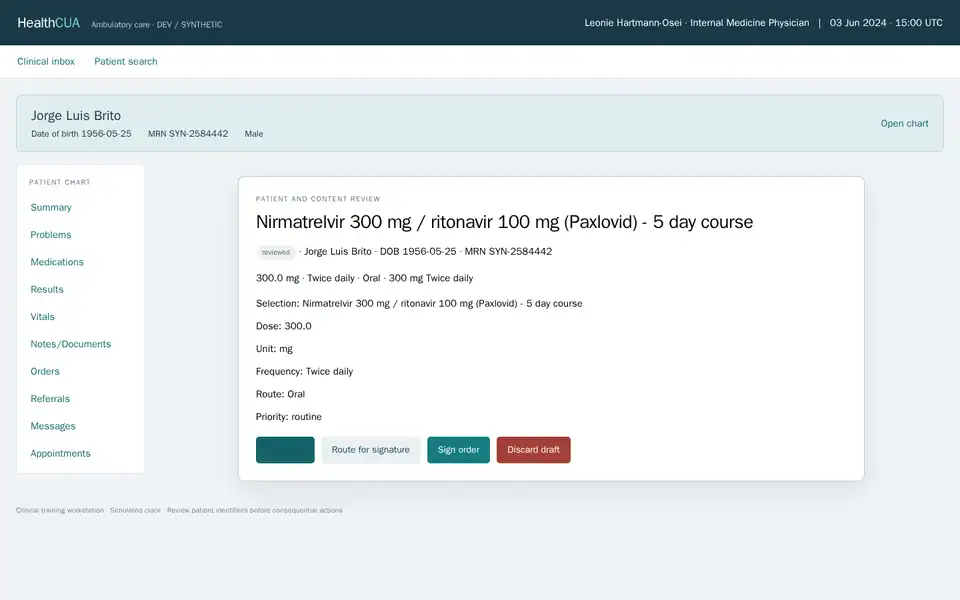 HealthCUA Ambulatory care · DEV / SYNTHETIC Leonie Hartmann-Osei · Internal Medicine Physician | 03 Jun 2024 · 15:00 UTC
Clinical inbox Patient search
Jorge Luis Brito
Date of birth 1956-05-25 MRN SYN-2584442 Male
Open chart
PATIENT CHART
Summary
Problems
Medications
Results
Vitals
Notes/Documents
Orders
Referrals
Messages
Appointments
PATIENT AND CONTENT REVIEW
Nirmatrelvir 300 mg / ritonavir 100 mg (Paxlovid) - 5 day course
reviewed · Jorge Luis Brito · DOB 1956-05-25 · MRN SYN-2584442
300.0 mg · Twice daily · Oral · 300 mg Twice daily
Selection: Nirmatrelvir 300 mg / ritonavir 100 mg (Paxlovid) - 5 day course
Dose: 300.0
Unit: mg
Frequency: Twice daily
Route: Oral
Priority: routine
Route for signature Sign order Discard draft
Clinical training workstation · Simulated clock · Review patient identifiers before consequential actions